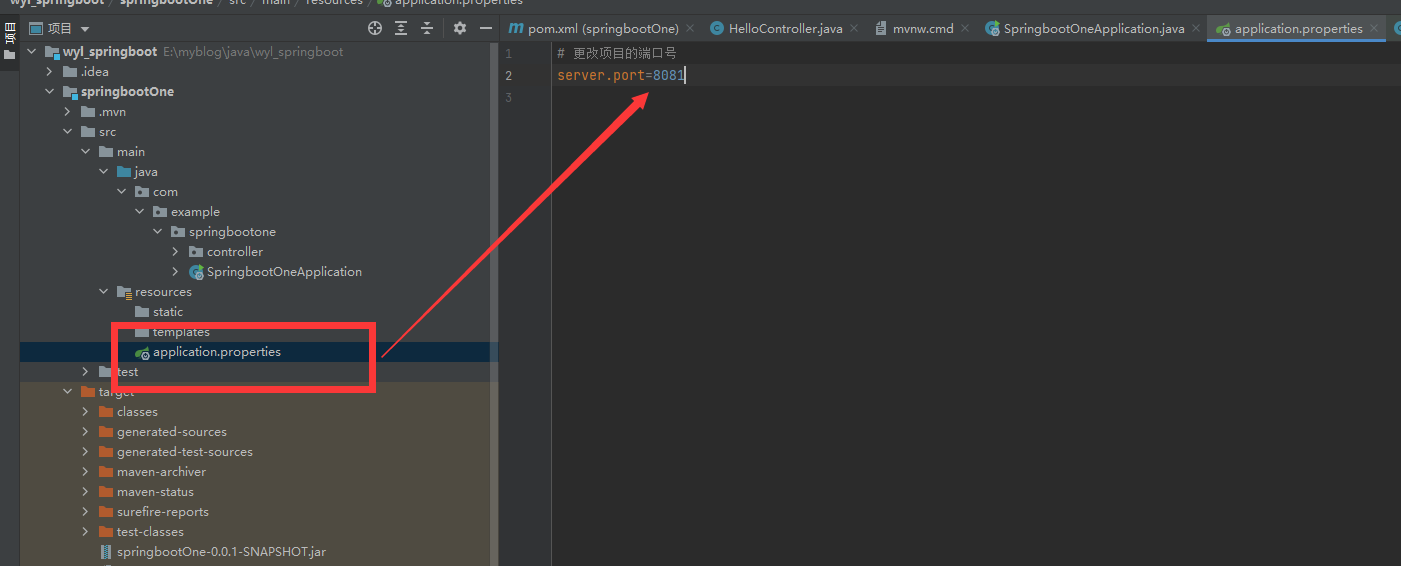 wyl_springboot springbootOne src main resources application.properties
项目
项目
pom.xml (springbootOne)
HelloController.java
mvnw.cmd
SpringbootOneApplication.java
application.properties
wyl_springboot E:\myblog\java\wyl_springboot
.idea
springbootOne
.mvn
src
main
java
com
example
springbootone
controller
SpringbootOneApplication
resources
static
templates
application.properties
test
target
classes
generated-sources
generated-test-sources
maven-archiver
maven-status
surefire-reports
test-classes
springbootOne-0.0.1-SNAPSHOT.jar
1 # 更改项目的端口号
2 server.port=8081
3